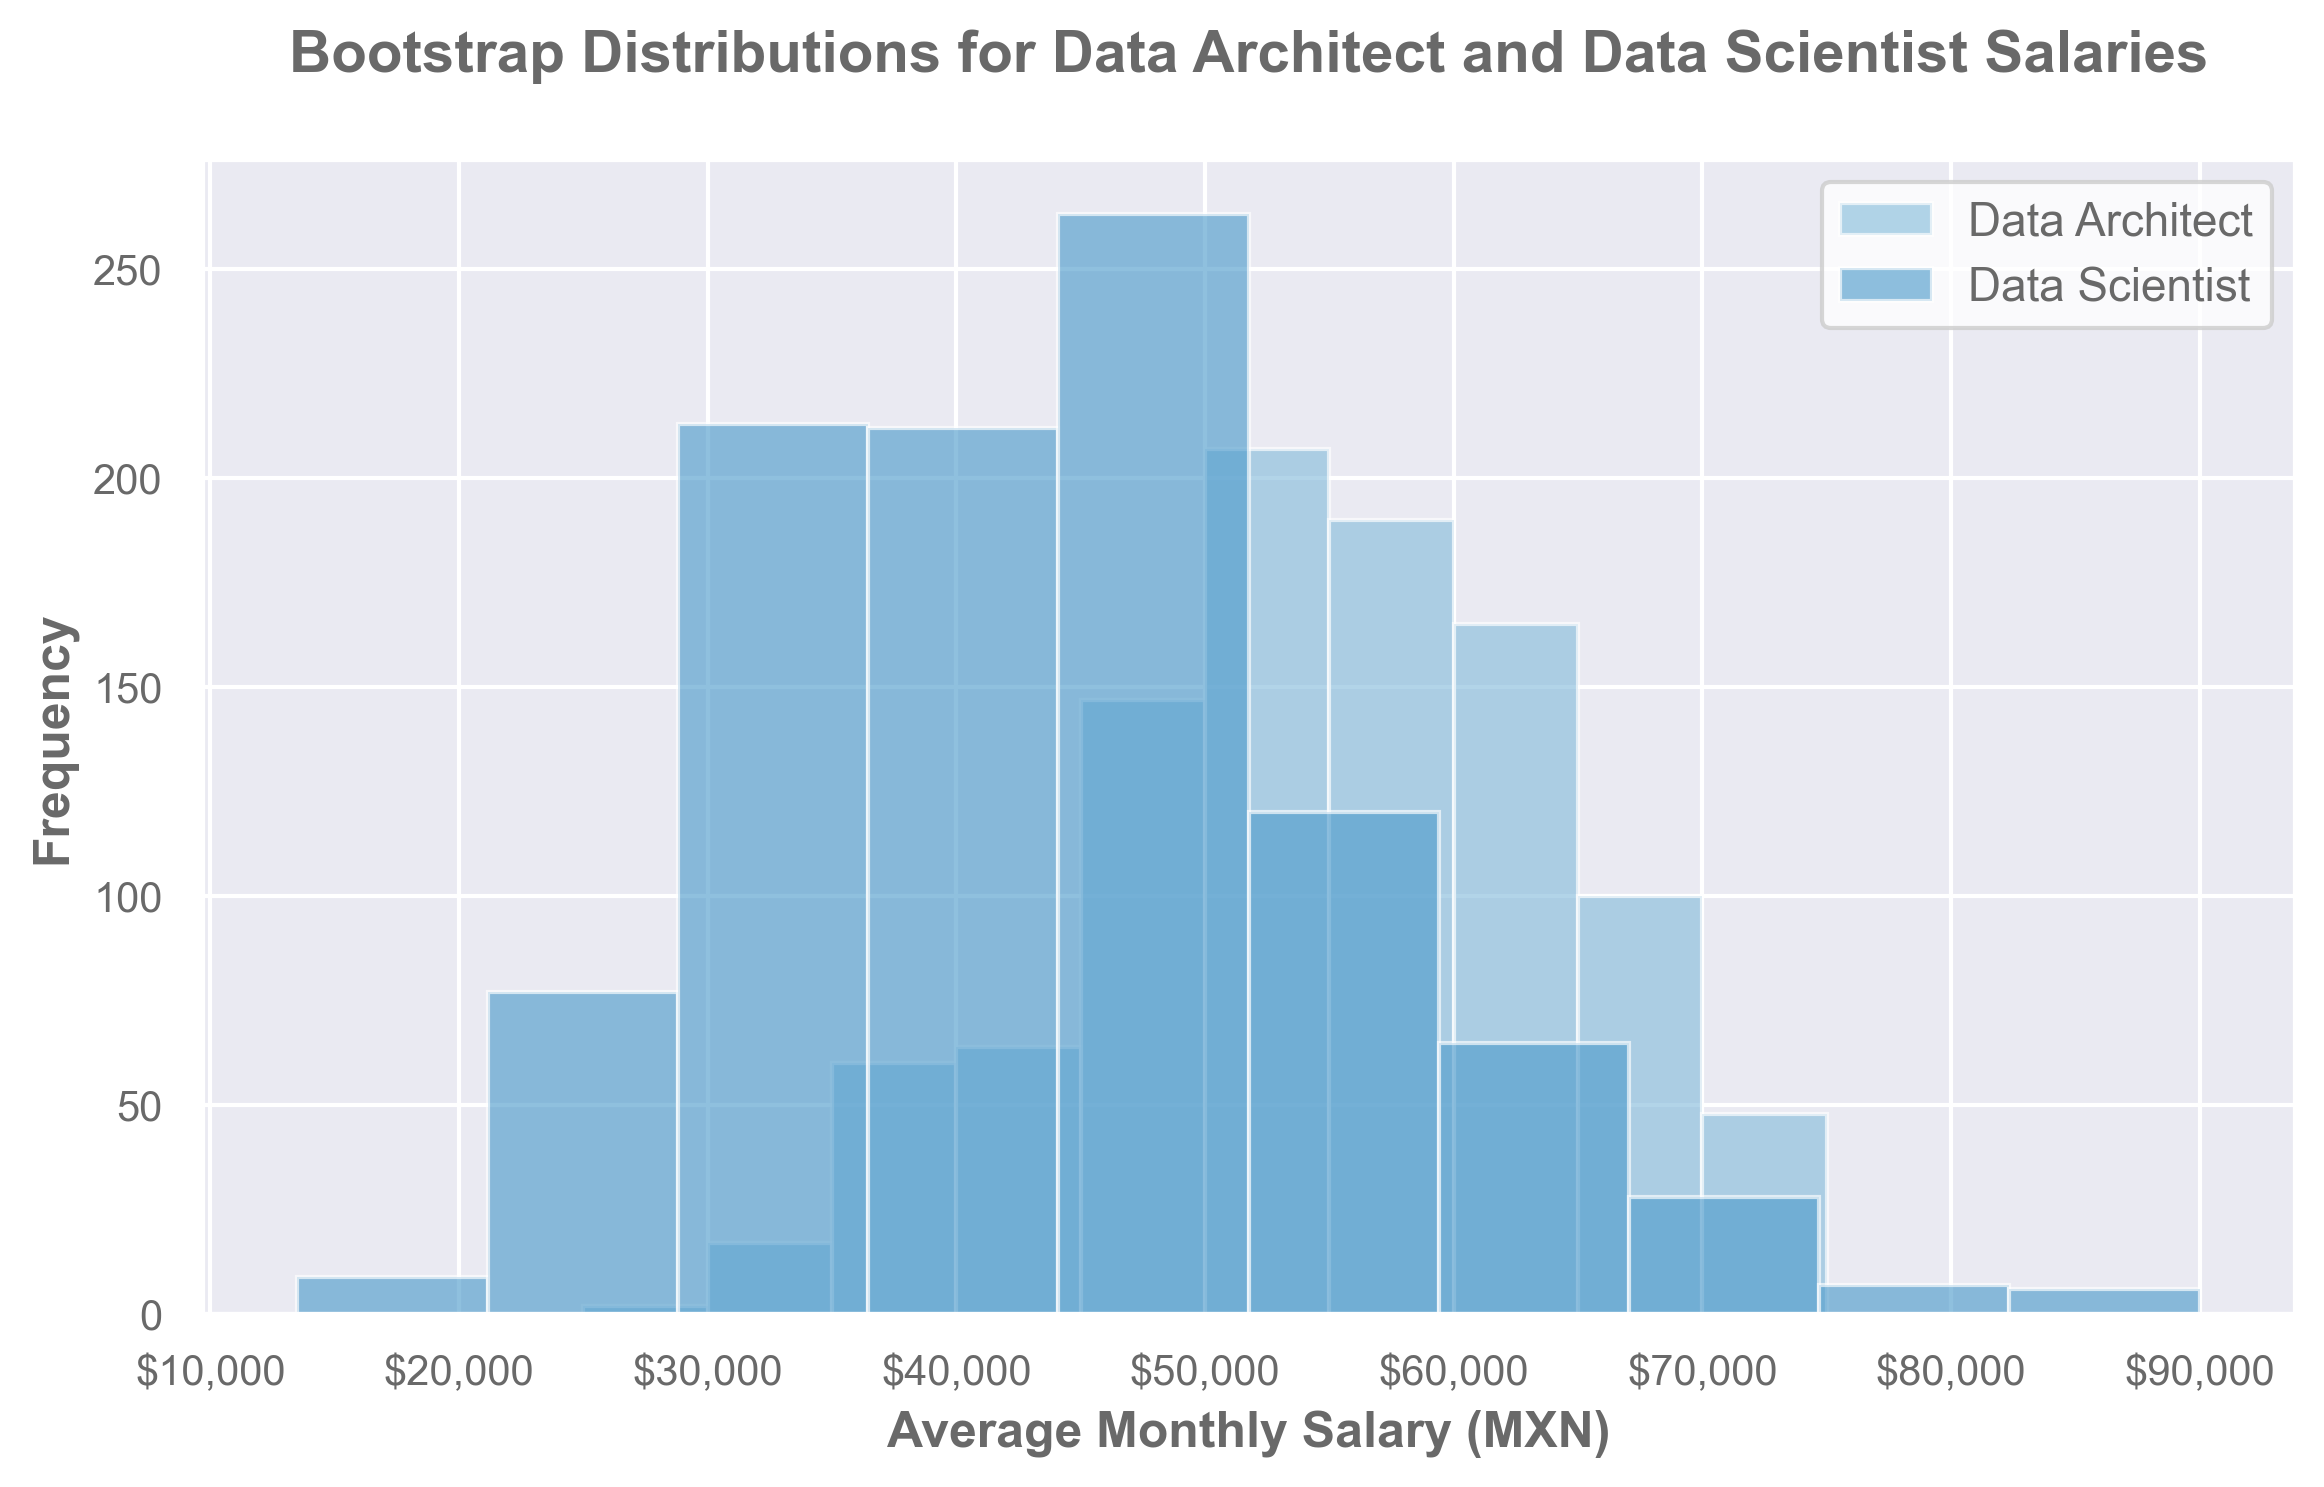 Bootstrap Distributions for Data Architect and Data Scientist Salaries
Data Architect
Data Scientist
Frequency
250
200
150
100
50
0
$10,000 $20,000 $30,000 $40,000 $50,000 $60,000 $70,000 $80,000 $90,000
Average Monthly Salary (MXN)